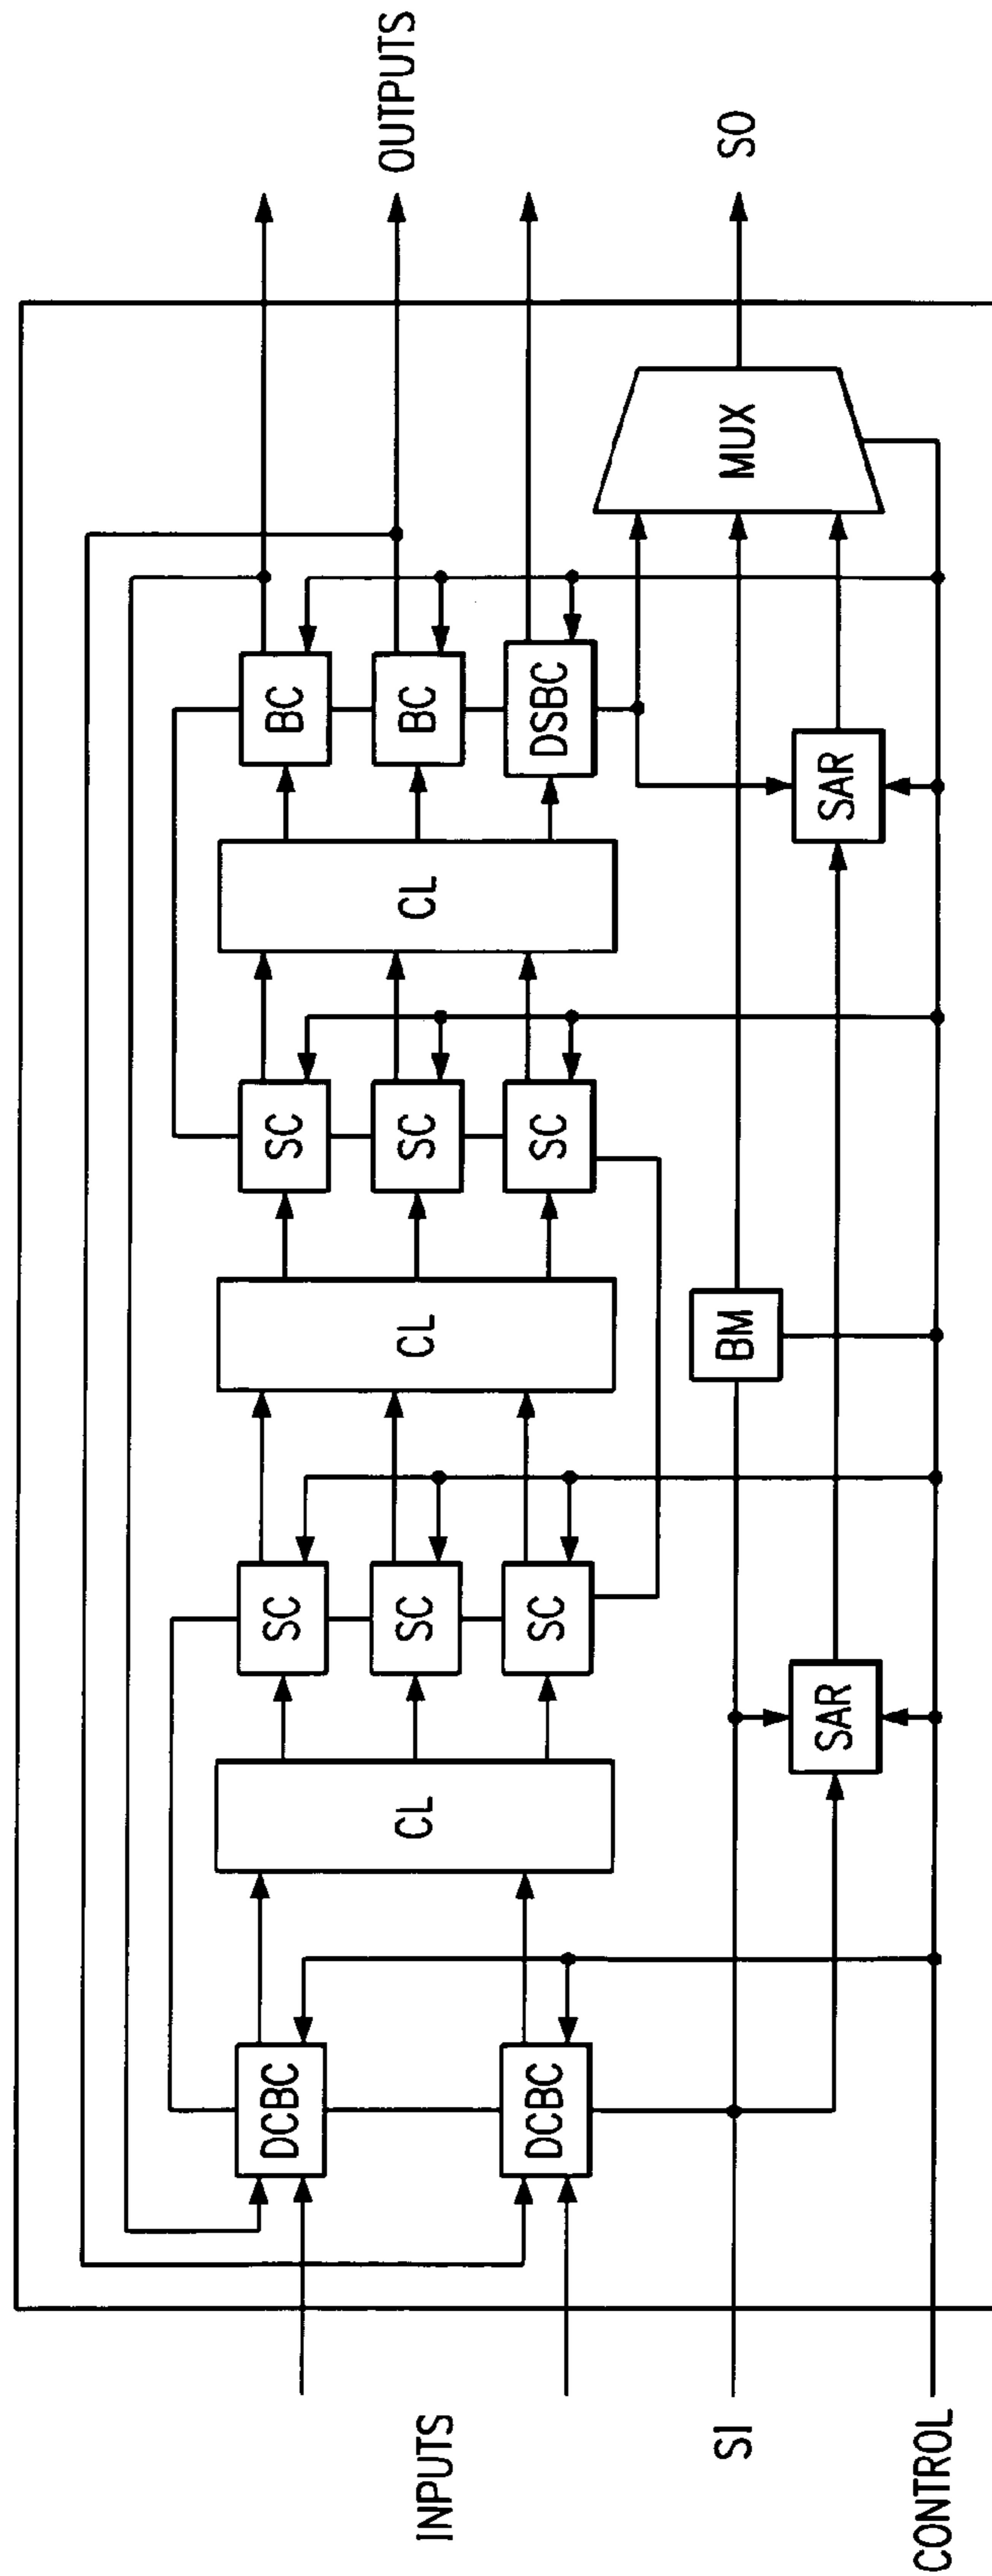 INPUTS
SI
CONTROL
DCBC
DCBC
CL
SC
SC
SC
CL
SC
SC
SC
CL
BC
BC
DSBC
SAR
BM
SAR
MUX
OUTPUTS
SO